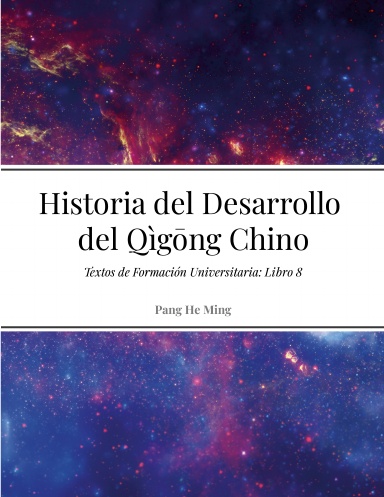 Historia del Desarrollo
del Qìgōng Chino
Textos de Formación Universitaria: Libro 8
Pang He Ming